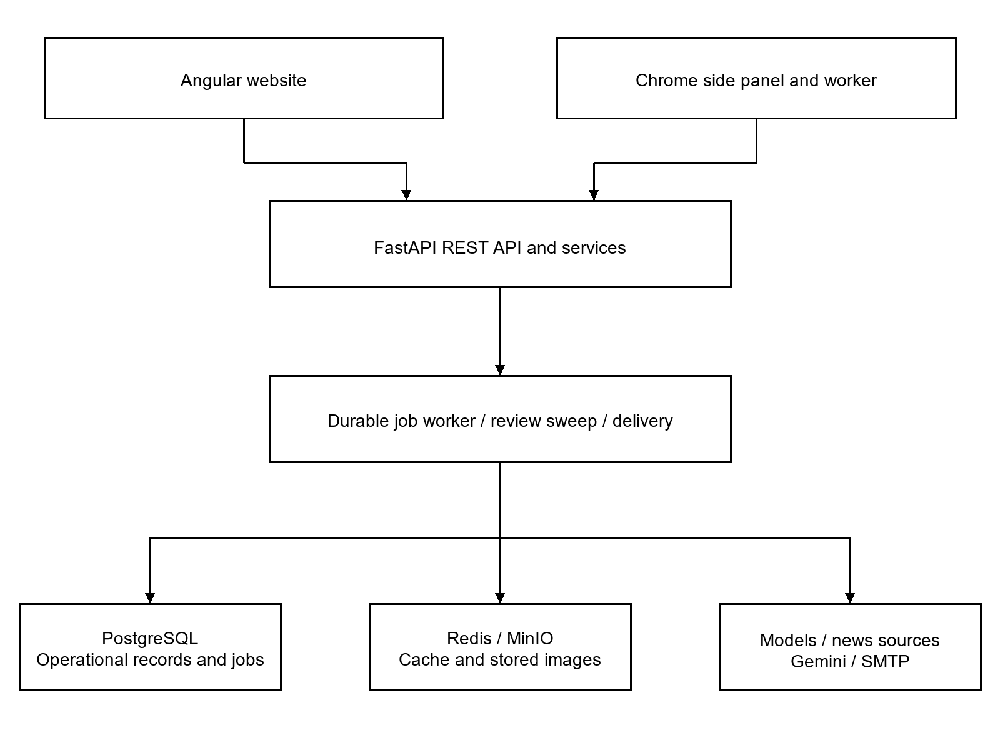 Angular website
Chrome side panel and worker
FastAPI REST API and services
Durable job worker / review sweep / delivery
PostgreSQL
Operational records and jobs
Redis / MinIO
Cache and stored images
Models / news sources
Gemini / SMTP